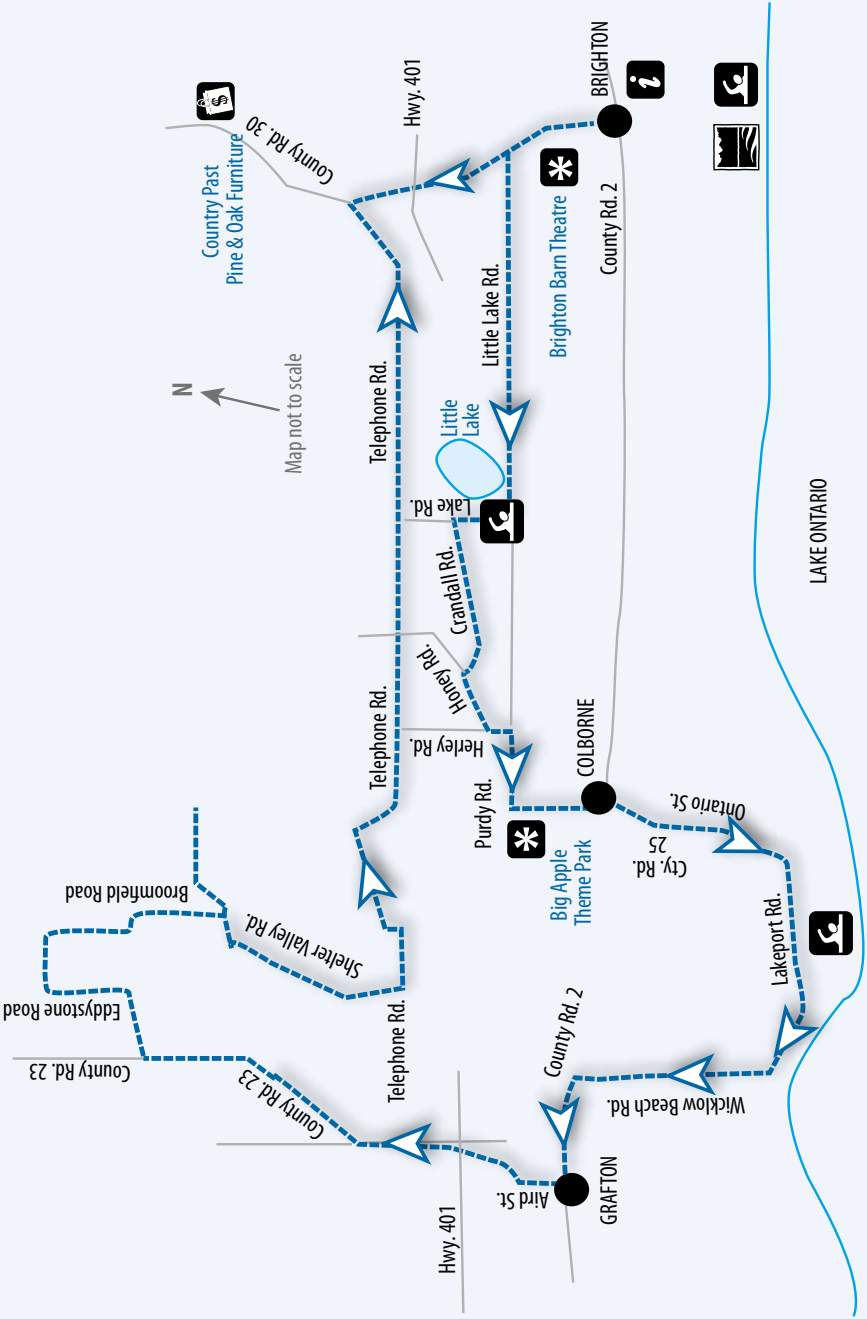 Country Past
Pine & Oak Furniture
County Rd. 30
$
Hwy. 401
BRIGHTON
i
Brighton Barn Theatre
County Rd. 2
Little Lake Rd.
N
Map not to scale
Telephone Rd.
Little
Lake
Lake Rd.
Crandall Rd.
Honey Rd.
Herley Rd.
Telephone Rd.
Purdy Rd.
COLBORNE
Big Apple
Theme Park
Ontario St.
Cty. Rd.
25
Lakeport Rd.
LAKE ONTARIO
Broomfield Road
Shelter Valley Rd.
Eddystone Road
Telephone Rd.
County Rd. 23
County Rd. 23
County Rd. 2
Wicklow Beach Rd.
Aird St.
GRAFTON
Hwy. 401